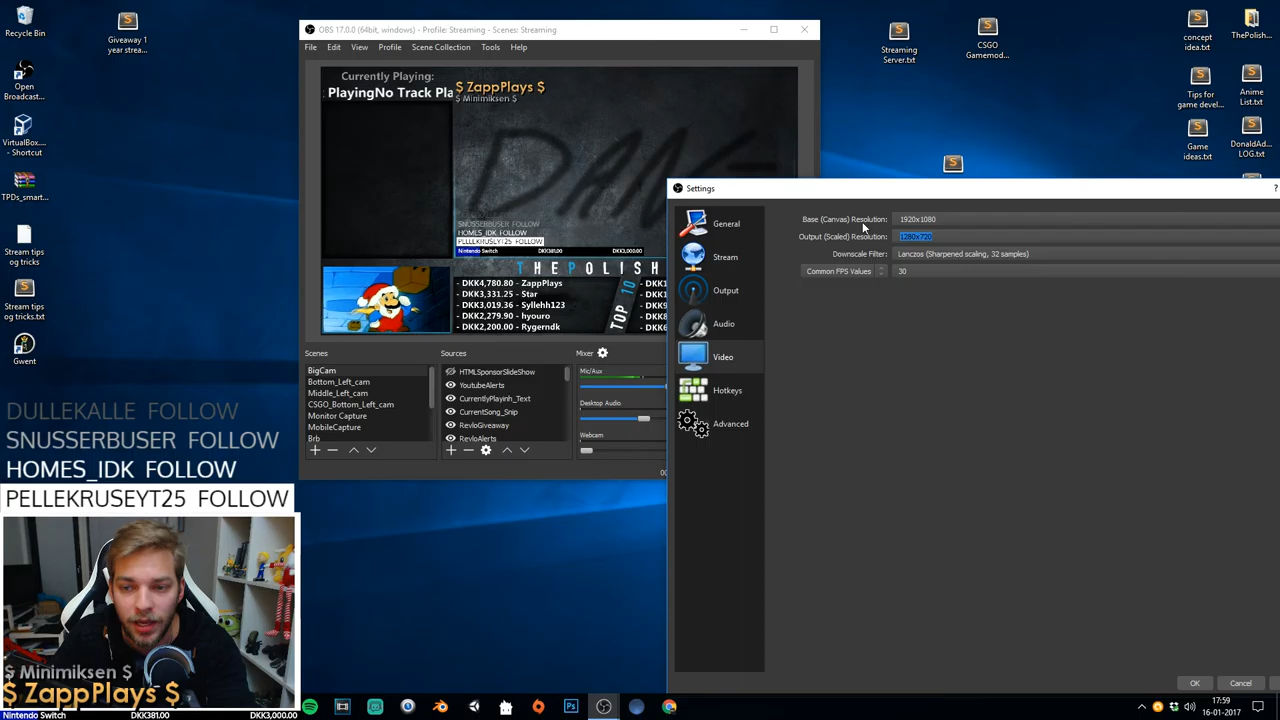 Recycle Bin
Giveaway 1
year strea...
Open
Broadcast...
VirtualBox...
- Shortcut
TPDs_smart...
Stream tips
og tricks
Stream tips
og tricks.txt
Gwent
OBS 17.0.0 (64bit, windows) - Profile: Streaming - Scenes: Streaming
File Edit View Profile Scene Collection Tools Help
Currently Playing:
PlayingNo Track Pla
$ ZappPlays $
$ Minimiksen $
SNUSSERBUSER FOLLOW
HOMES_IDK FOLLOW
PELLEKRUSEYT25 FOLLOW
Nintendo Switch DKK381.00 DKK3,000.00
THEPOLISH
- DKK4,780.80 - ZappPlays
- DKK3,331.25 - Star
- DKK3,019.36 - Syllehh123
- DKK2,279.90 - hyouro
- DKK2,200.00 - Rygerndk
TOP 10
Scenes
BigCam
Bottom_Left_cam
Middle_Left_cam
CSGO_Bottom_Left_cam
Monitor Capture
MobileCapture
Brb
Sources
HTMLSponsorSlideShow
YoutubeAlerts
CurrentlyPlayinh_Text
CurrentSong_Snip
RevloGiveaway
RevloAlerts
Mixer
Mic/Aux
Desktop Audio
Webcam
Streaming
Server.txt
CSGO
Gamemod...
concept
idea.txt
ThePolish...
Tips for
game devel...
Anime
List.txt
Game
ideas.txt
DonaldAd...
LOG.txt
Settings ?
General
Stream
Output
Audio
Video
Hotkeys
Advanced
Base (Canvas) Resolution: 1920x1080
Output (Scaled) Resolution: 1280x720
Downscale Filter: Lanczos (Sharpened scaling, 32 samples)
Common FPS Values 30
OK Cancel
DULLEKALLE FOLLOW
SNUSSERBUSER FOLLOW
HOMES_IDK FOLLOW
PELLEKRUSEYT25 FOLLOW
$ Minimiksen $
$ ZappPlays $
Nintendo Switch DKK381.00 DKK3,000.00
17:59
16-01-2017